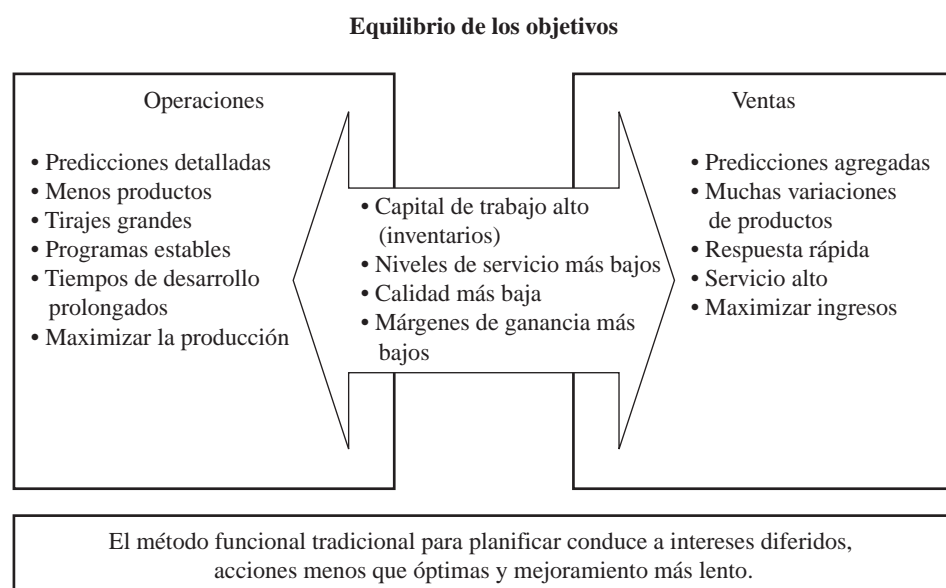 Equilibrio de los objetivos
Operaciones
• Predicciones detalladas
• Menos productos
• Tirajes grandes
• Programas estables
• Tiempos de desarrollo
prolongados
• Maximizar la producción
• Capital de trabajo alto
(inventarios)
• Niveles de servicio más bajos
• Calidad más baja
• Márgenes de ganancia más
bajos
Ventas
• Predicciones agregadas
• Muchas variaciones
de productos
• Respuesta rápida
• Servicio alto
• Maximizar ingresos
El método funcional tradicional para planificar conduce a intereses diferidos,
acciones menos que óptimas y mejoramiento más lento.